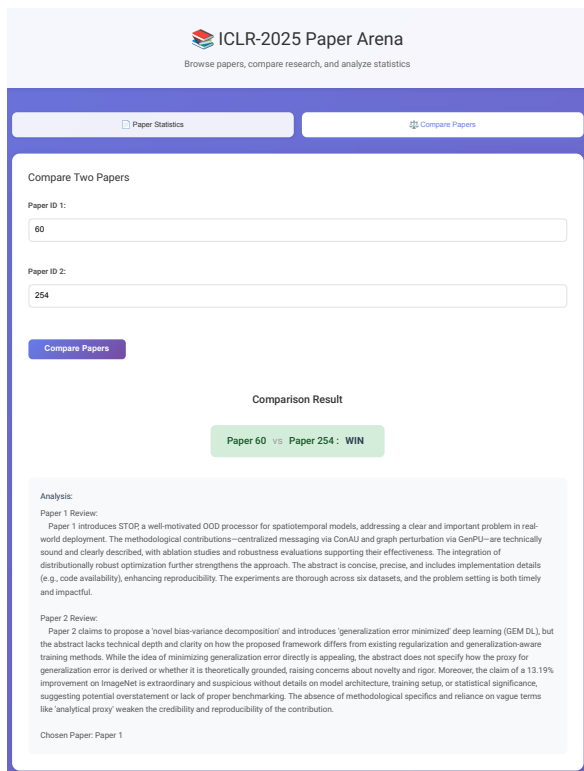 📚 ICLR-2025 Paper Arena
Browse papers, compare research, and analyze statistics
📄 Paper Statistics
⚖️ Compare Papers
Compare Two Papers
Paper ID 1:
60
Paper ID 2:
254
Compare Papers
Comparison Result
Paper 60 vs Paper 254 : WIN
Analysis:
Paper 1 Review:
Paper 1 introduces STOP, a well-motivated OOD processor for spatiotemporal models, addressing a clear and important problem in real-
world deployment. The methodological contributions—centralized messaging via ConAU and graph perturbation via GenPU—are technically
sound and clearly described, with ablation studies and robustness evaluations supporting their effectiveness. The integration of
distributionally robust optimization further strengthens the approach. The abstract is concise, precise, and includes implementation details
(e.g., code availability), enhancing reproducibility. The experiments are thorough across six datasets, and the problem setting is both timely
and impactful.
Paper 2 Review:
Paper 2 claims to propose a 'novel bias-variance decomposition' and introduces 'generalization error minimized' deep learning (GEM DL), but
the abstract lacks technical depth and clarity on how the proposed framework differs from existing regularization and generalization-aware
training methods. While the idea of minimizing generalization error directly is appealing, the abstract does not specify how the proxy for
generalization error is derived or whether it is theoretically grounded, raising concerns about novelty and rigor. Moreover, the claim of a 13.19%
improvement on ImageNet is extraordinary and suspicious without details on model architecture, training setup, or statistical significance,
suggesting potential overstatement or lack of proper benchmarking. The absence of methodological specifics and reliance on vague terms
like 'analytical proxy' weaken the credibility and reproducibility of the contribution.
Chosen Paper: Paper 1